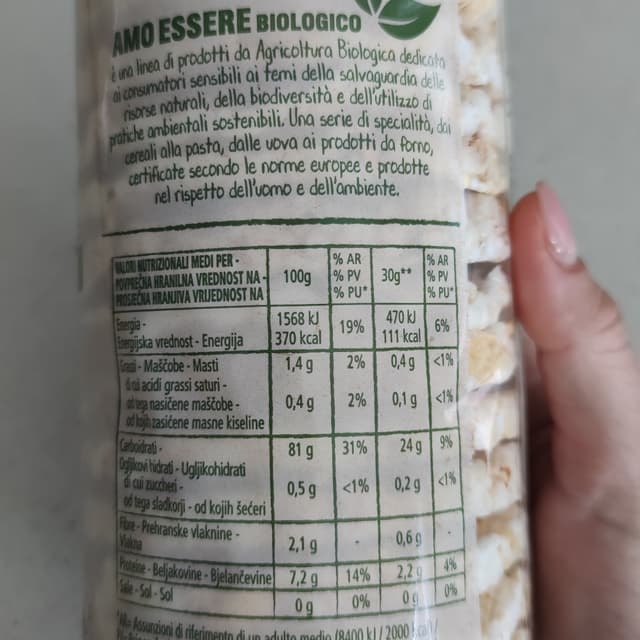 AMO ESSERE BIOLOGICO
è una linea di prodotti da Agricoltura Biologica dedicata
ai consumatori sensibili ai temi della salvaguardia delle
risorse naturali, della biodiversità e dell'utilizzo di
pratiche ambientali sostenibili. Una serie di specialità, dai
cereali alla pasta, dalle uova ai prodotti da forno,
certificate secondo le norme europee e prodotte
nel rispetto dell'uomo e dell'ambiente.
VALORI NUTRIZIONALI MEDI PER -
POVPREČNA HRANILNA VREDNOST NA -
PROSJEČNA HRANJIVA VRIJEDNOST NA
100g
% AR
% PV
% PU*
30g**
% AR
% PV
% PU*
Energia -
Energijska vrednost - Energija
1568 kJ
370 kcal
19%
470 kJ
111 kcal
6%
Grassi - Maščobe - Masti
1,4 g 2% 0,4 g <1%
di cui acidi grassi saturi -
od tega nasičene maščobe -
od kojih zasićene masne kiseline
0,4 g 2% 0,1 g <1%
Carboidrati -
Ogljikovi hidrati - Ugljikohidrati
81 g 31% 24 g 9%
di cui zuccheri -
od tega sladkorji - od kojih šećeri
0,5 g <1% 0,2 g <1%
Fibre - Prehranske vlaknine -
Vlakna
2,1 g - 0,6 g -
Proteine - Beljakovine - Bjelančevine 7,2 g 14% 2,2 g 4%
Sale - Sol - Sol 0 g 0% 0 g 0%
Assunzioni di riferimento di un adulto medio (8400 kJ / 2000